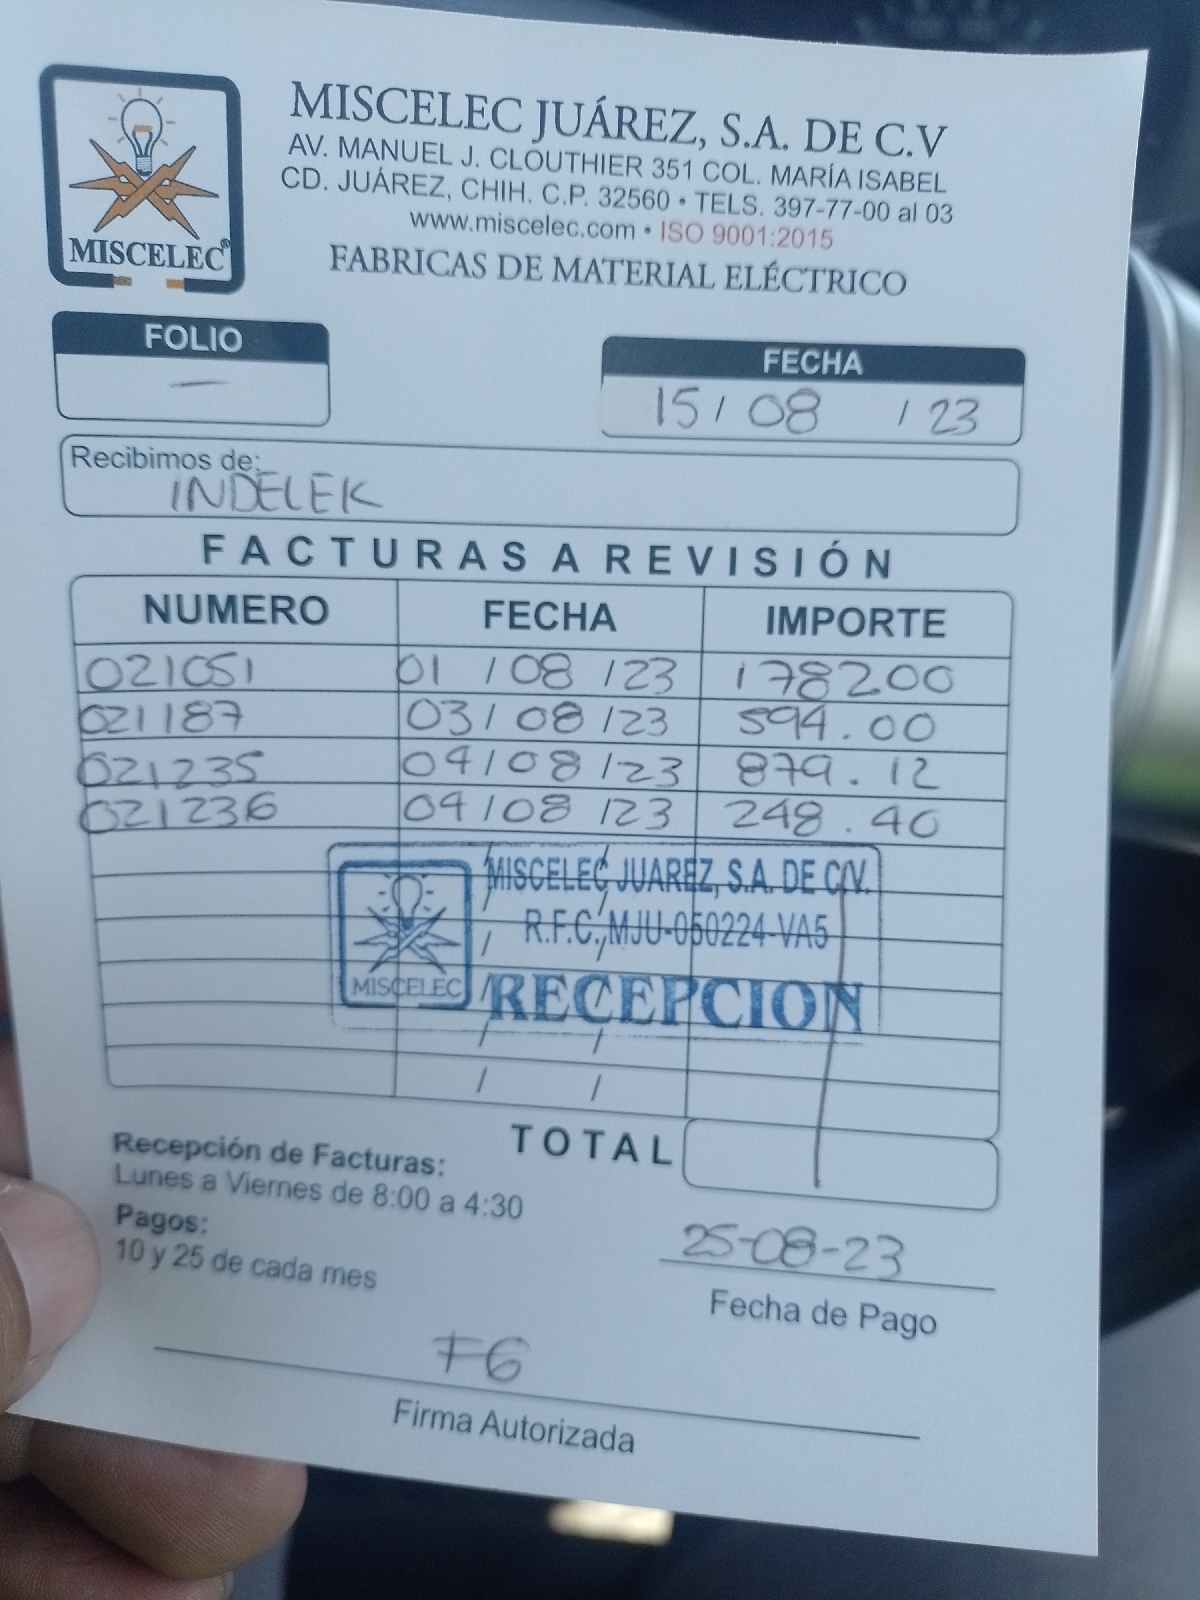 MISCELEC®
MISCELEC JUÁREZ, S.A. DE C.V
AV. MANUEL J. CLOUTHIER 351 COL. MARÍA ISABEL
CD. JUÁREZ, CHIH. C.P. 32560 • TELS. 397-77-00 al 03
www.miscelec.com • ISO 9001:2015
FABRICAS DE MATERIAL ELÉCTRICO
FOLIO
—
FECHA
15 / 08 / 23
Recibimos de:
INDELEK
FACTURAS A REVISIÓN
NUMERO FECHA IMPORTE
021051 01 / 08 / 23 178200
021187 03 / 08 / 23 594.00
021235 04 / 08 / 23 879.12
021236 04 / 08 / 23 248.40
MISCELEC JUAREZ, S.A. DE C.V.
R.F.C. MJU-050224-VA5
MISCELEC RECEPCION
TOTAL
Recepción de Facturas:
Lunes a Viernes de 8:00 a 4:30
Pagos:
10 y 25 de cada mes
25-08-23
Fecha de Pago
FG
Firma Autorizada